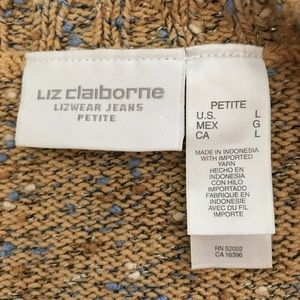 LIZ claiborne
LIZWEAR JEANS
PETITE
PETITE
U.S. L
MEX G
CA L
MADE IN INDONESIA
WITH IMPORTED
YARN
HECHO EN
INDONESIA
CON HILO
IMPORTADO
FABRIQUE EN
INDONESIE
AVEC DU FIL
IMPORTE
RN 52002
CA 16396